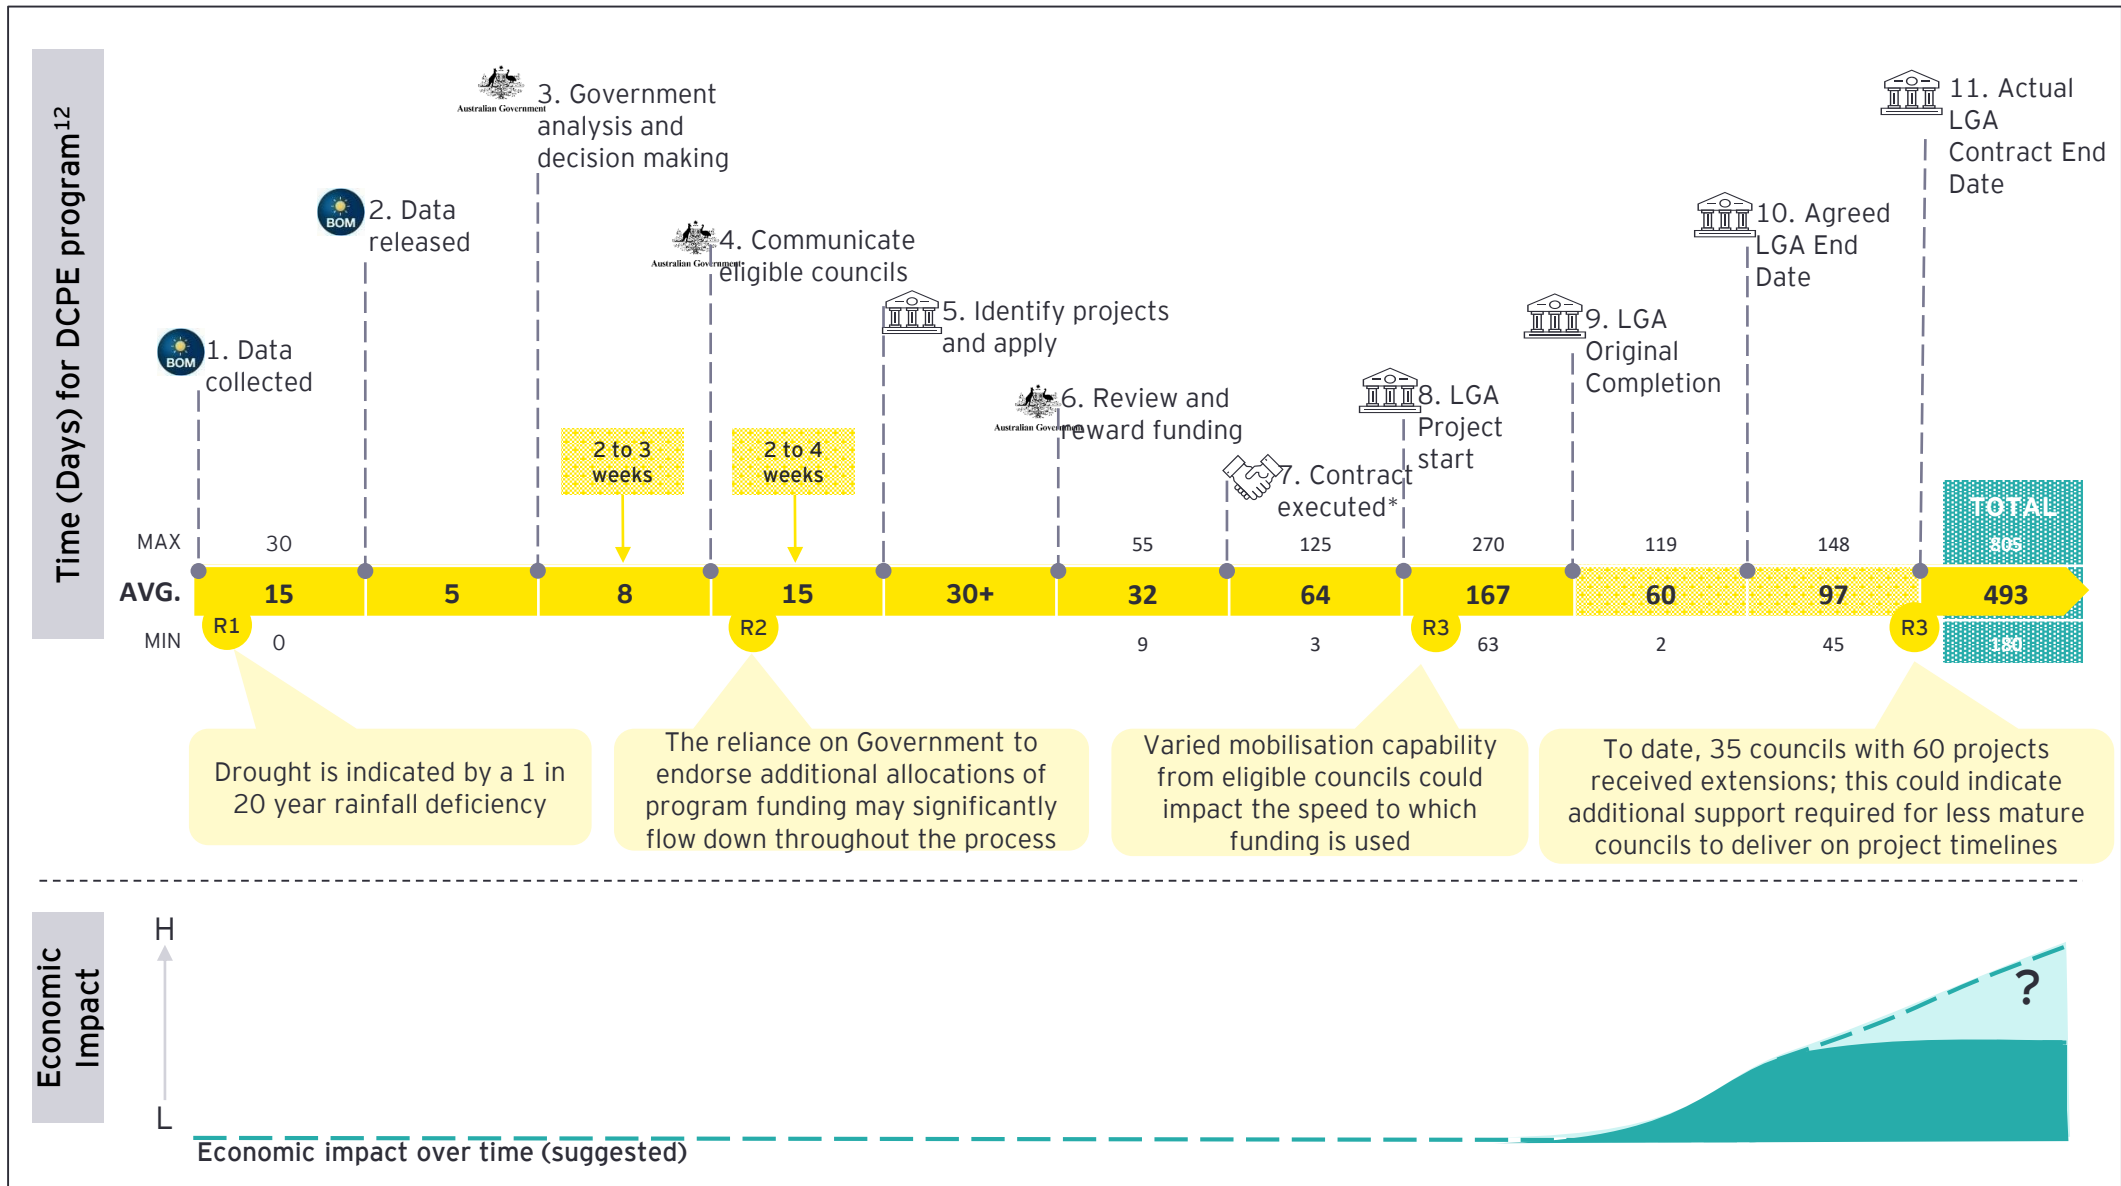 Time (Days) for DCPE program12
BOM
1. Data
collected
BOM
2. Data
released
Australian Government
3. Government
analysis and
decision making
Australian Government
4. Communicate
eligible councils
5. Identify projects
and apply
Australian Government
6. Review and
reward funding
7. Contract
executed*
8. LGA
Project
start
9. LGA
Original
Completion
10. Agreed
LGA End
Date
11. Actual
LGA
Contract End
Date
2 to 3
weeks
2 to 4
weeks
TOTAL
MAX 30 55 125 270 119 148 805
AVG. 15 5 8 15 30+ 32 64 167 60 97 493
R1 R2 R3 R3
MIN 0 9 3 63 2 45 180
Drought is indicated by a 1 in
20 year rainfall deficiency
The reliance on Government to
endorse additional allocations of
program funding may significantly
flow down throughout the process
Varied mobilisation capability
from eligible councils could
impact the speed to which
funding is used
To date, 35 councils with 60 projects
received extensions; this could indicate
additional support required for less mature
councils to deliver on project timelines
Economic
Impact
H
L
?
Economic impact over time (suggested)